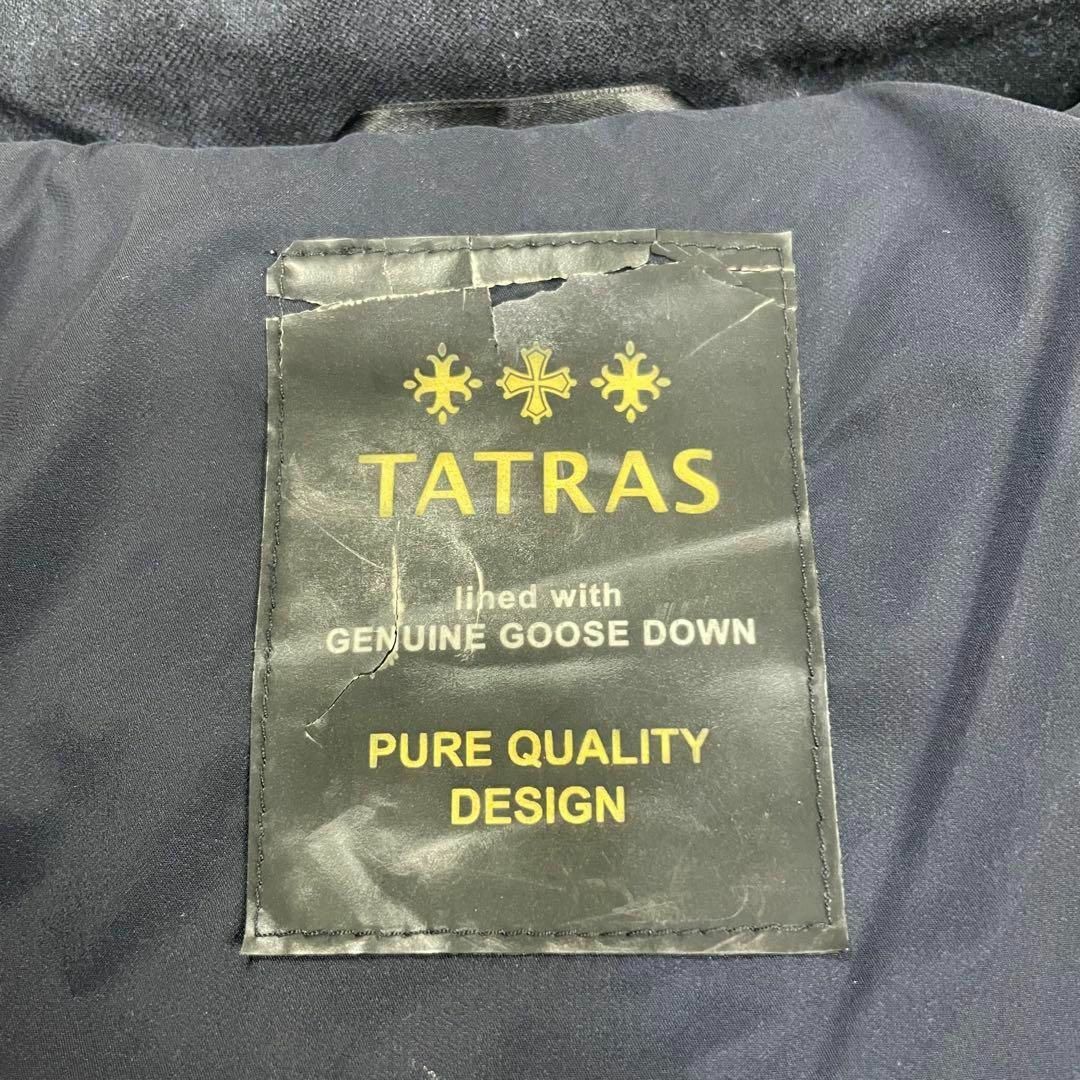 TATRAS
lined with
GENUINE GOOSE DOWN
PURE QUALITY
DESIGN